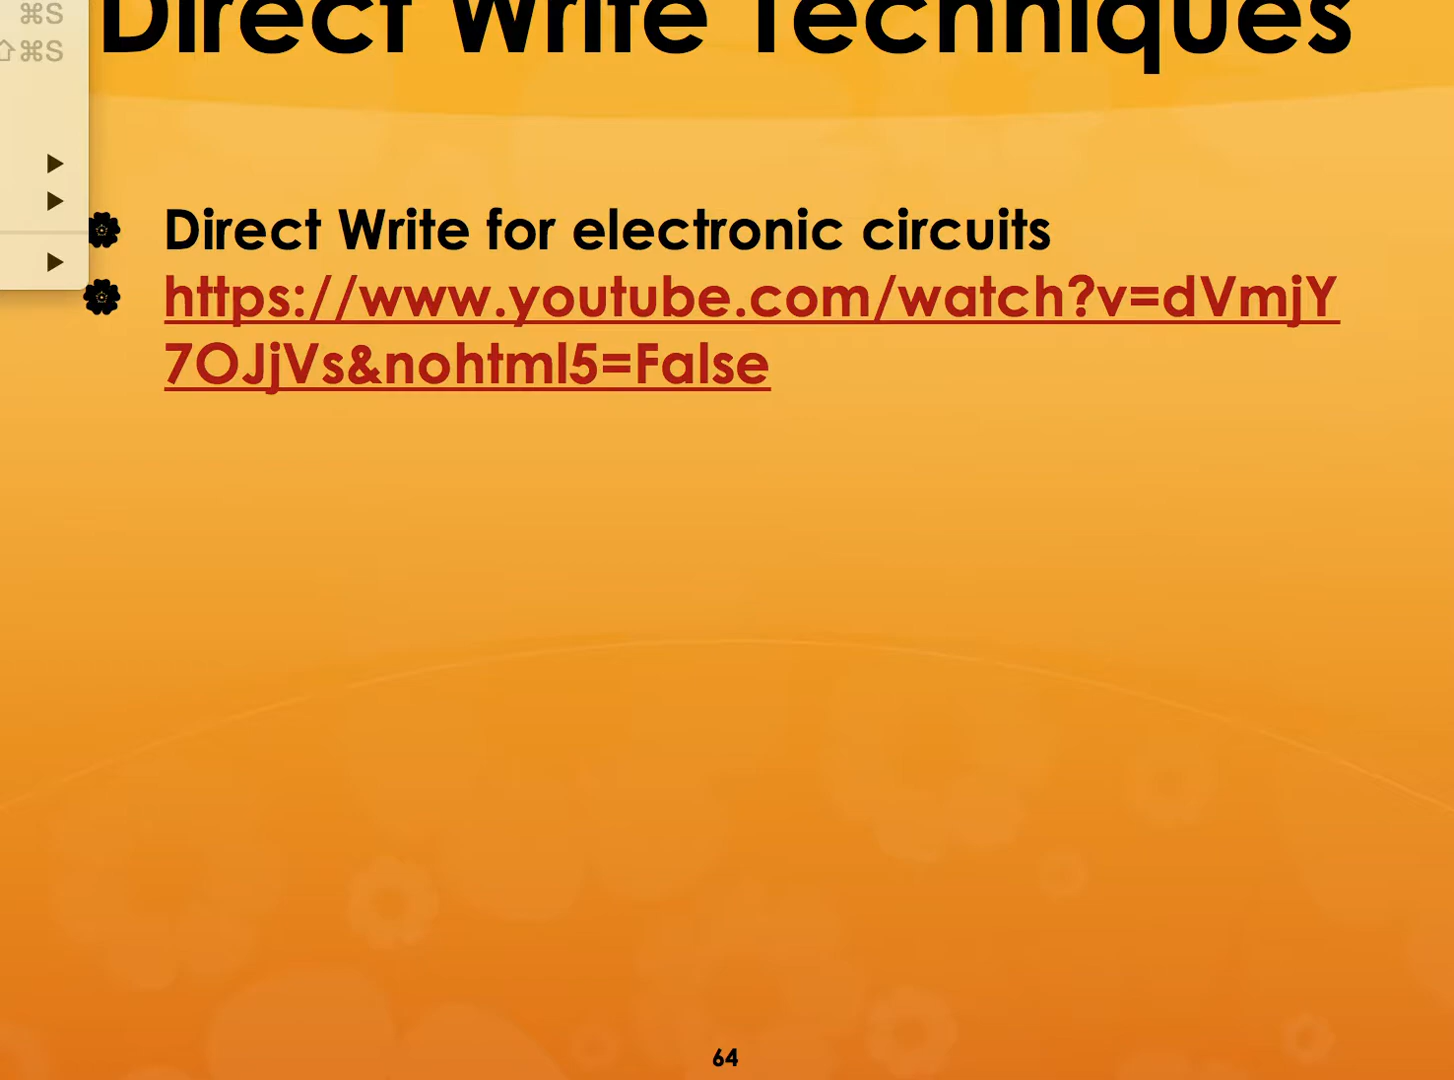 ⌘S
⇧⌘S
Direct Write Techniques
Direct Write for electronic circuits
https://www.youtube.com/watch?v=dVmjY
7OJjVs&nohtml5=False
64